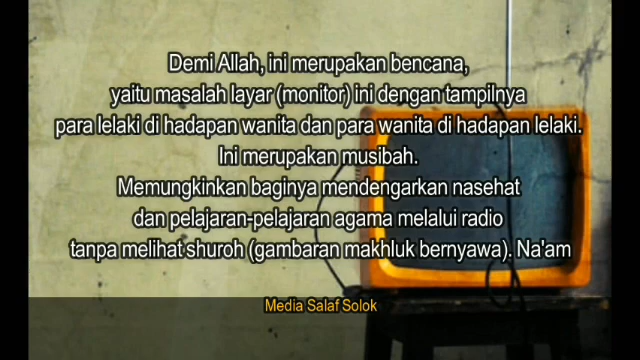 Demi Allah, ini merupakan bencana,
yaitu masalah layar (monitor) ini dengan tampilnya
para lelaki di hadapan wanita dan para wanita di hadapan lelaki.
Ini merupakan musibah.
Memungkinkan baginya mendengarkan nasehat
dan pelajaran-pelajaran agama melalui radio
tanpa melihat shuroh (gambaran makhluk bernyawa). Na'am
Media Salaf Solok